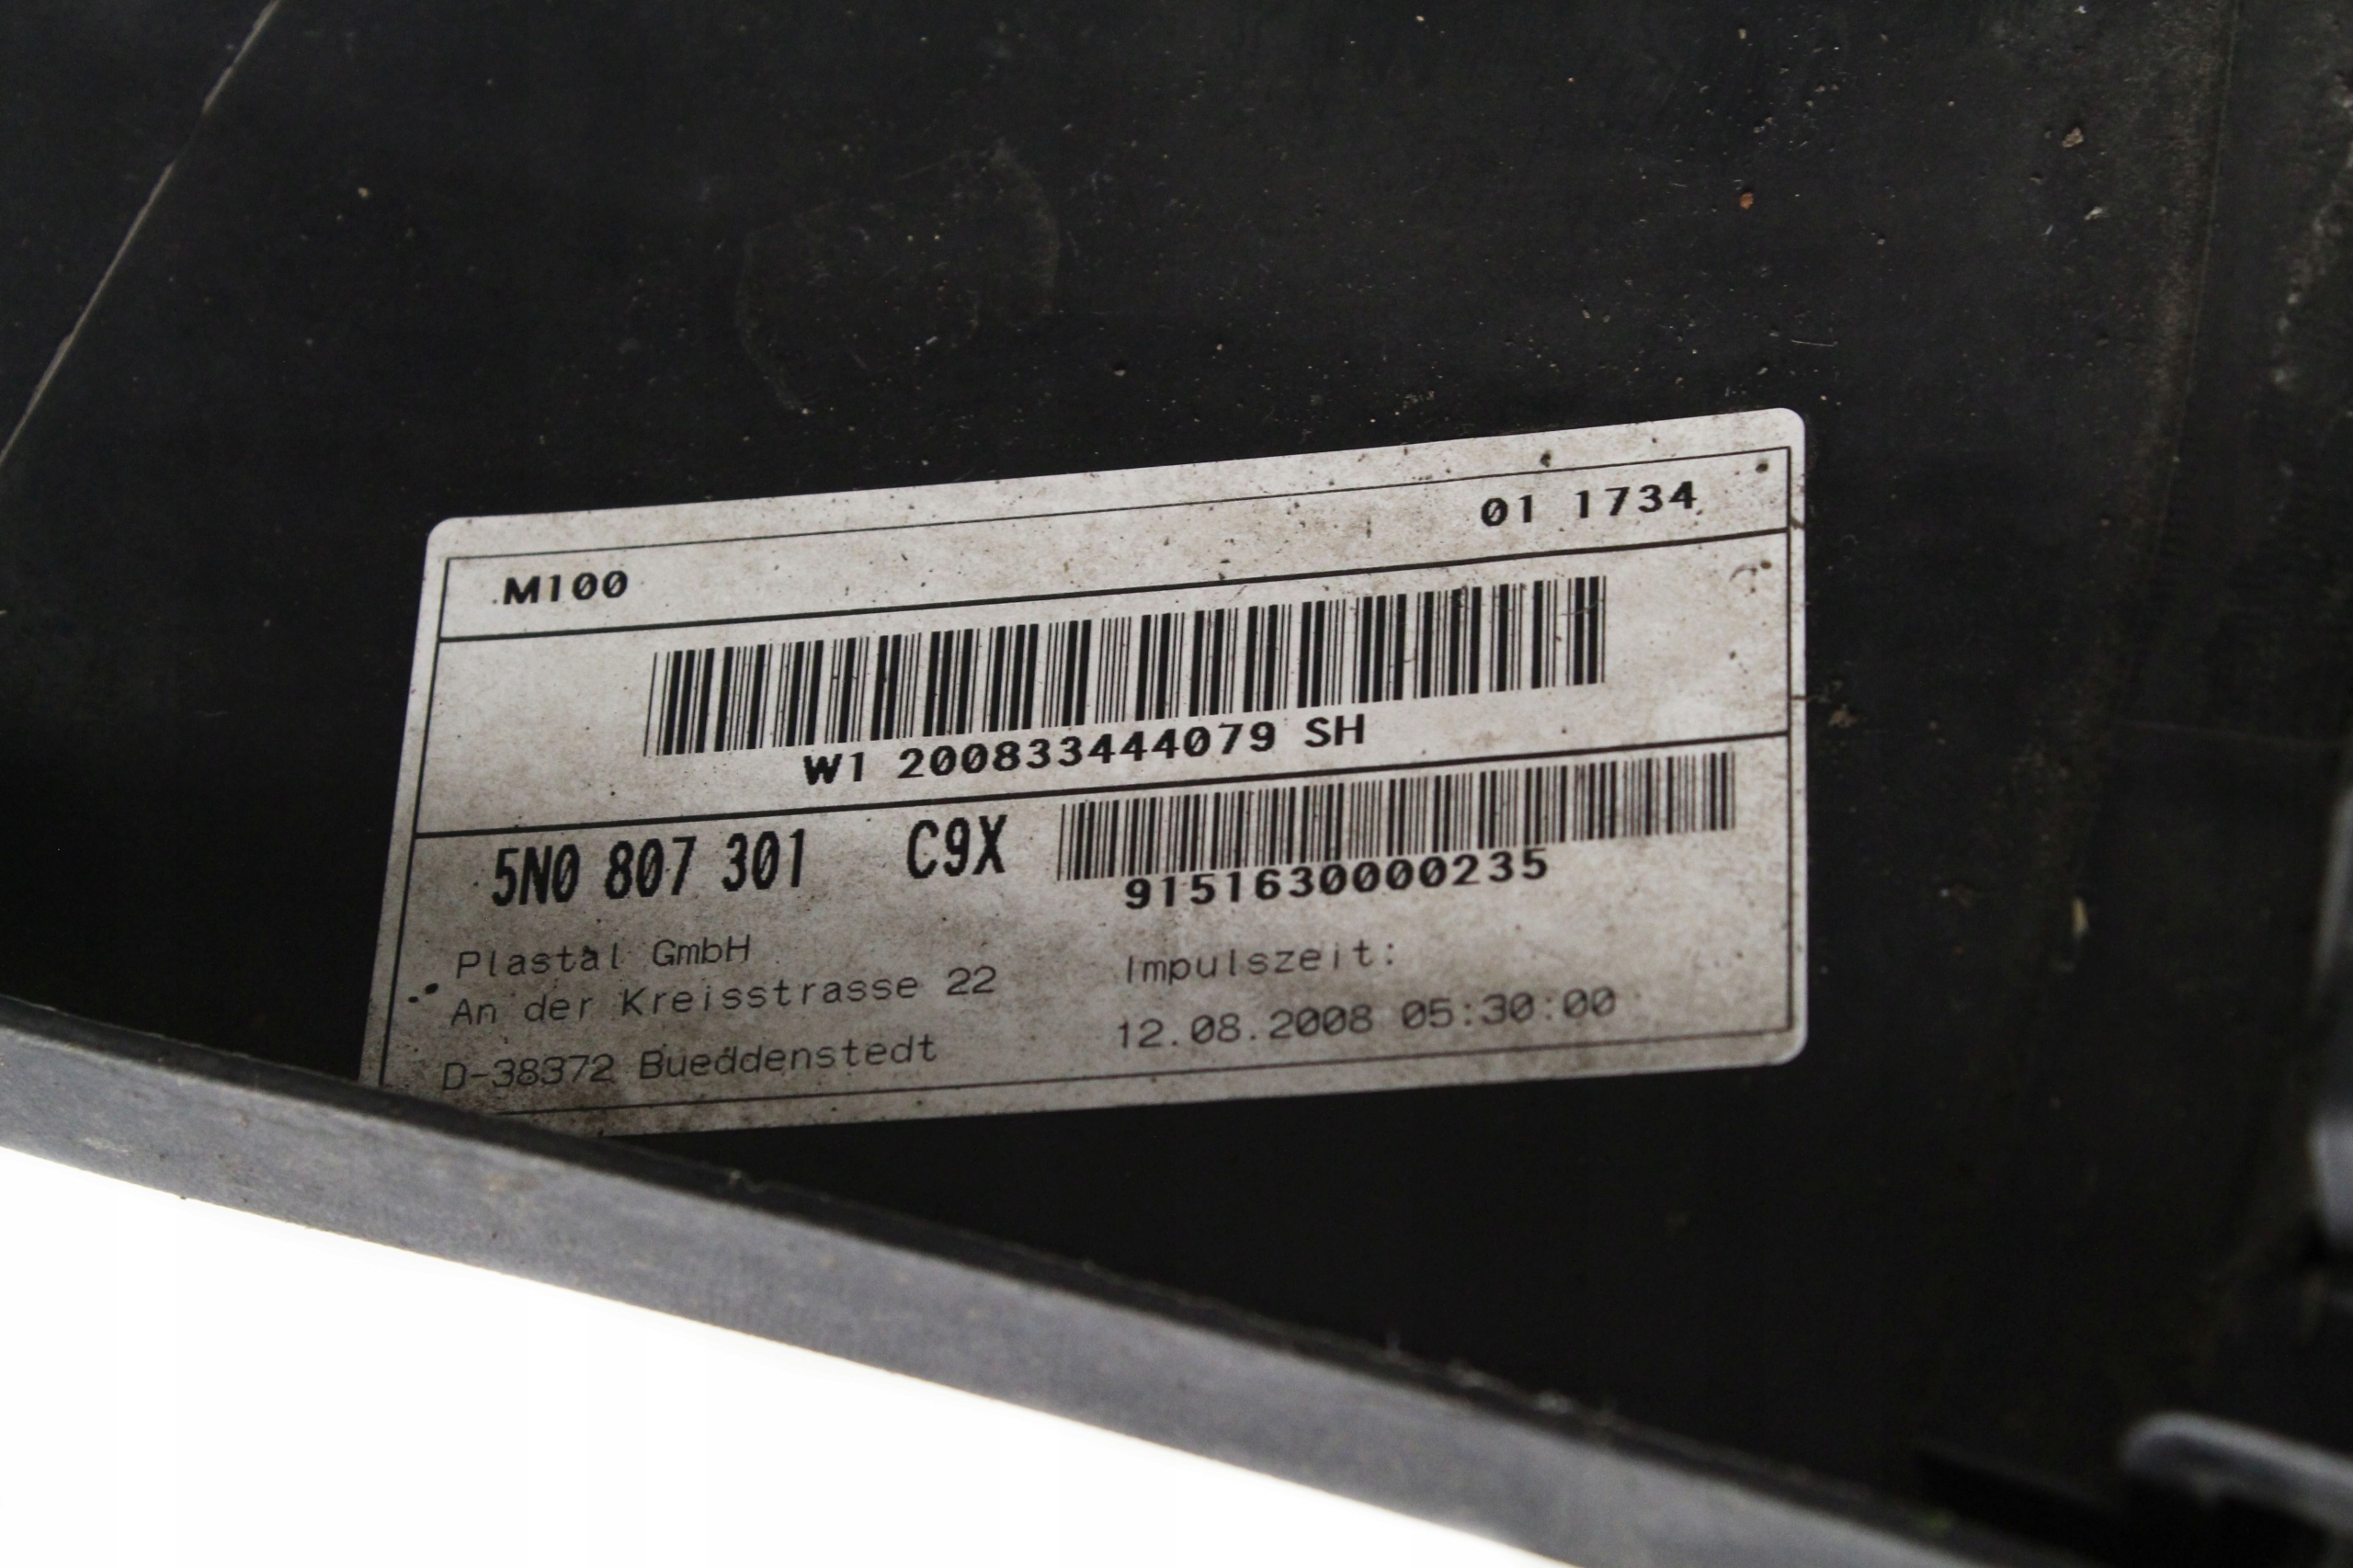 M100 01 1734
W1 200833444079 SH
5N0 807 301 C9X
9151630000235
Plastal GmbH
An der Kreisstrasse 22
D-38372 Bueddenstedt
Impulszeit:
12.08.2008 05:30:00